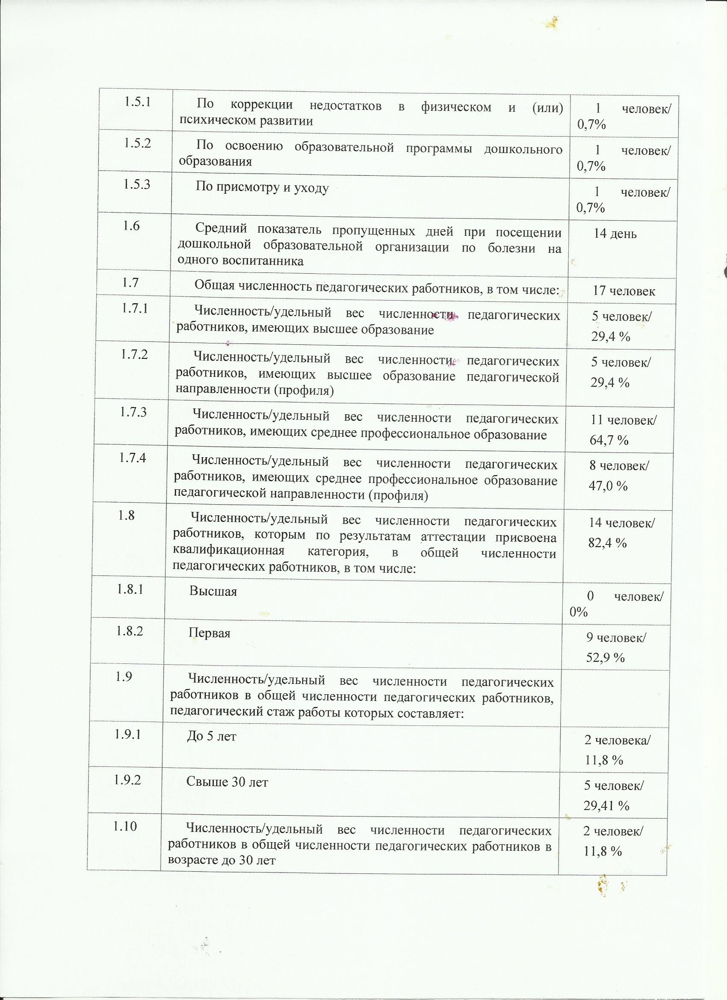 1.5.1
По коррекции недостатков в физическом и (или)
психическом развитии
1 человек/
0,7%
1.5.2
По освоению образовательной программы дошкольного
образования
1 человек/
0,7%
1.5.3
По присмотру и уходу
1 человек/
0,7%
1.6
Средний показатель пропущенных дней при посещении
дошкольной образовательной организации по болезни на
одного воспитанника
14 день
1.7
Общая численность педагогических работников, в том числе:
17 человек
1.7.1
Численность/удельный вес численности педагогических
работников, имеющих высшее образование
5 человек/
29,4 %
1.7.2
Численность/удельный вес численности педагогических
работников, имеющих высшее образование педагогической
направленности (профиля)
5 человек/
29,4 %
1.7.3
Численность/удельный вес численности педагогических
работников, имеющих среднее профессиональное образование
11 человек/
64,7 %
1.7.4
Численность/удельный вес численности педагогических
работников, имеющих среднее профессиональное образование
педагогической направленности (профиля)
8 человек/
47,0 %
1.8
Численность/удельный вес численности педагогических
работников, которым по результатам аттестации присвоена
квалификационная категория, в общей численности
педагогических работников, в том числе:
14 человек/
82,4 %
1.8.1
Высшая
0 человек/
0%
1.8.2
Первая
9 человек/
52,9 %
1.9
Численность/удельный вес численности педагогических
работников в общей численности педагогических работников,
педагогический стаж работы которых составляет:
1.9.1
До 5 лет
2 человека/
11,8 %
1.9.2
Свыше 30 лет
5 человек/
29,41 %
1.10
Численность/удельный вес численности педагогических
работников в общей численности педагогических работников в
возрасте до 30 лет
2 человек/
11,8 %